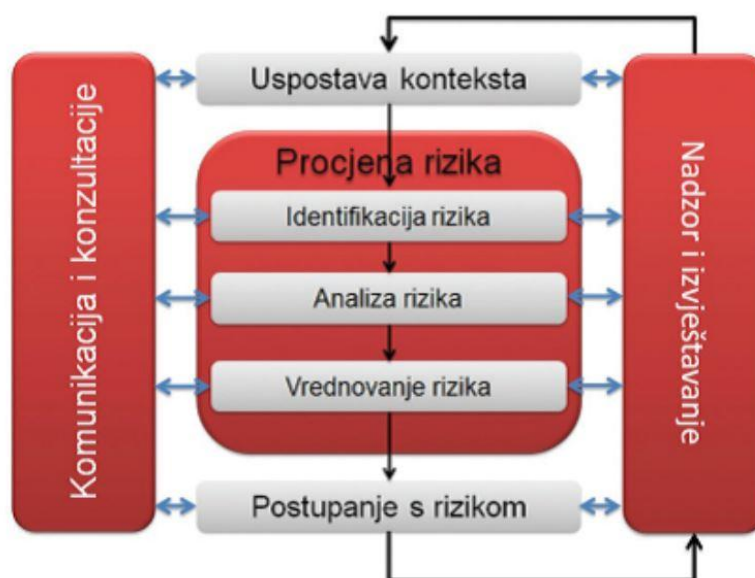 Komunikacija i konzultacije
Uspostava konteksta
Procjena rizika
Identifikacija rizika
Analiza rizika
Vrednovanje rizika
Postupanje s rizikom
Nadzor i izvještavanje